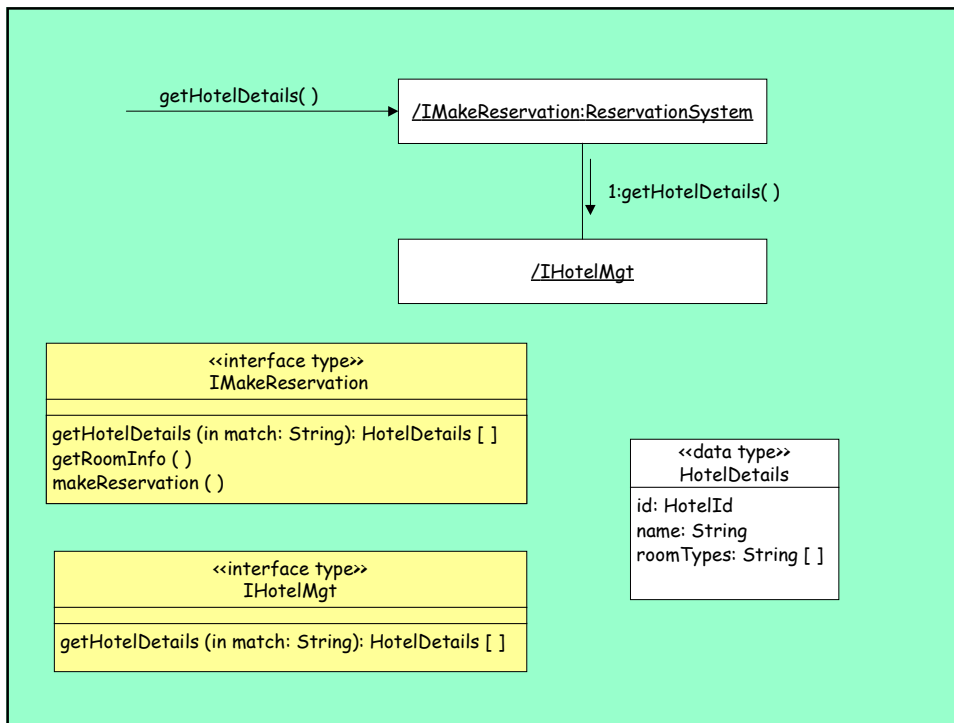 getHotelDetails( )
/IMakeReservation:ReservationSystem
1:getHotelDetails( )
/IHotelMgt
<<interface type>>
IMakeReservation
getHotelDetails (in match: String): HotelDetails [ ]
getRoomInfo ( )
makeReservation ( )
<<data type>>
HotelDetails
id: HotelId
name: String
roomTypes: String [ ]
<<interface type>>
IHotelMgt
getHotelDetails (in match: String): HotelDetails [ ]